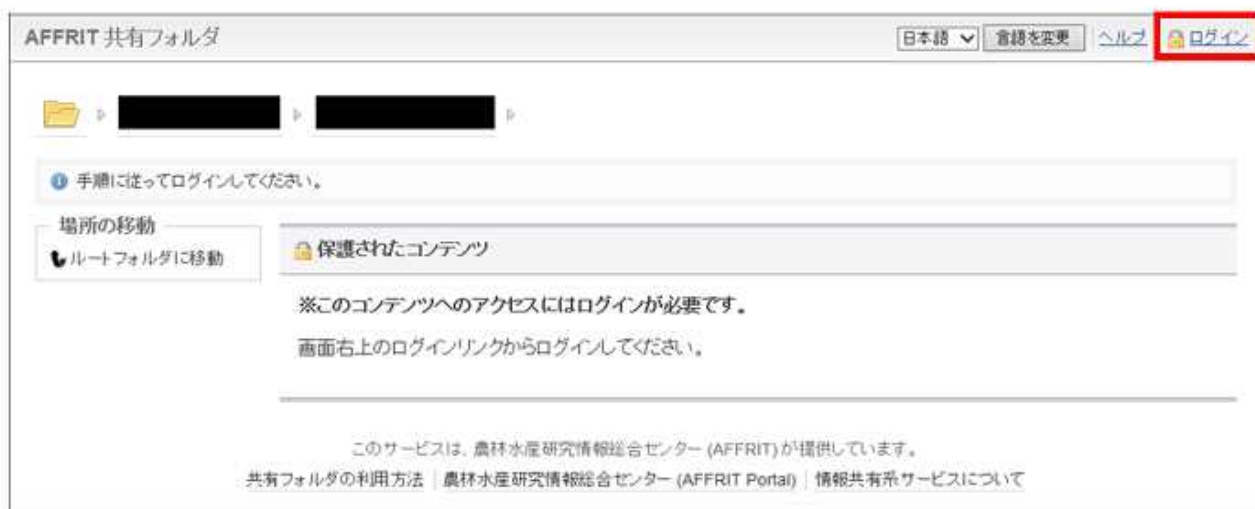 AFFRIT 共有フォルダ
日本語 言語を変更 ヘルプ ログイン
手順に従ってログインしてください。
場所の移動
ルートフォルダに移動
保護されたコンテンツ
※このコンテンツへのアクセスにはログインが必要です。
画面右上のログインリンクからログインしてください。
このサービスは、農林水産研究情報総合センター (AFFRIT) が提供しています。
共有フォルダの利用方法 農林水産研究情報総合センター (AFFRIT Portal) 情報共有系サービスについて